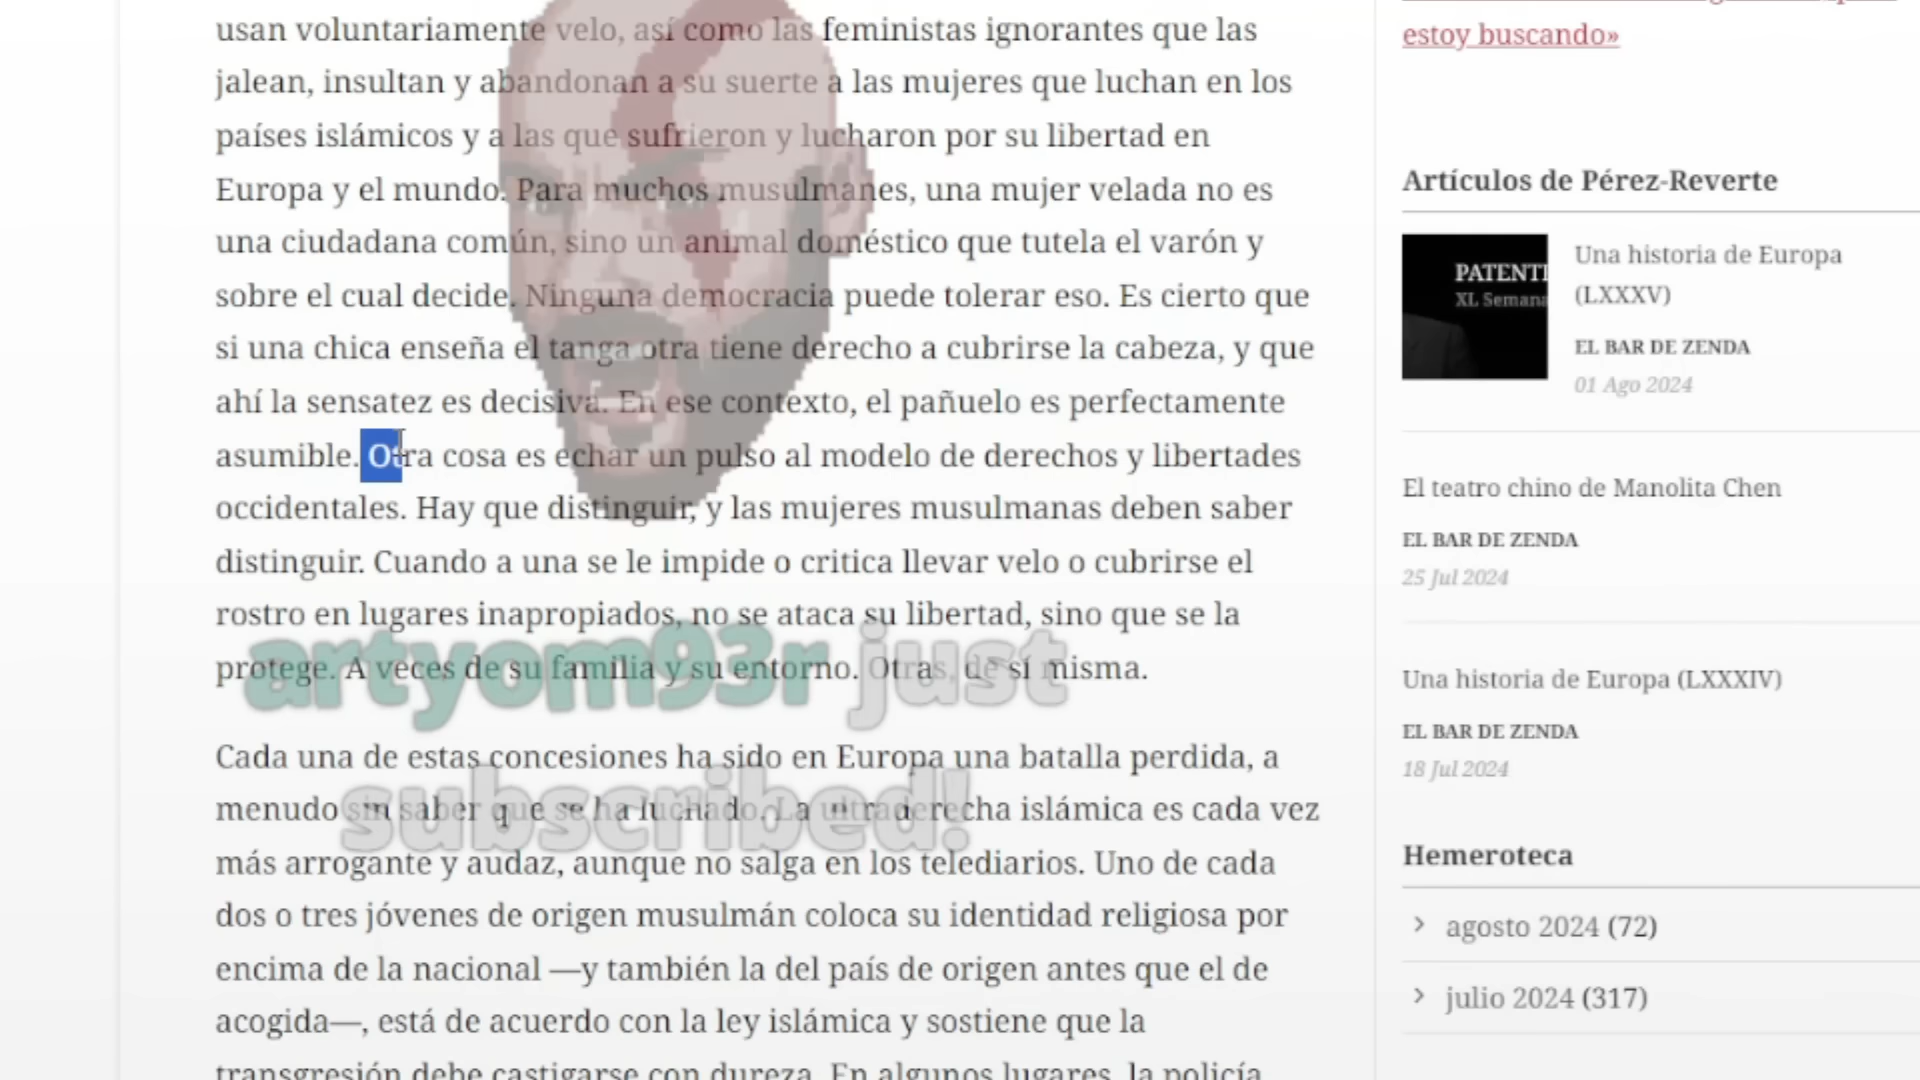 usan voluntariamente velo, así como las feministas ignorantes que las
jalean, insultan y abandonan a su suerte a las mujeres que luchan en los
países islámicos y a las que sufrieron y lucharon por su libertad en
Europa y el mundo. Para muchos musulmanes, una mujer velada no es
una ciudadana común, sino un animal doméstico que tutela el varón y
sobre el cual decide. Ninguna democracia puede tolerar eso. Es cierto que
si una chica enseña el tanga otra tiene derecho a cubrirse la cabeza, y que
ahí la sensatez es decisiva. En ese contexto, el pañuelo es perfectamente
asumible. Otra cosa es echar un pulso al modelo de derechos y libertades
occidentales. Hay que distinguir, y las mujeres musulmanas deben saber
distinguir. Cuando a una se le impide o critica llevar velo o cubrirse el
rostro en lugares inapropiados, no se ataca su libertad, sino que se la
protege. A veces de su familia y su entorno. Otras, de sí misma.
artyom93r just
subscribed!
Cada una de estas concesiones ha sido en Europa una batalla perdida, a
menudo sin saber que se ha luchado. La ultraderecha islámica es cada vez
más arrogante y audaz, aunque no salga en los telediarios. Uno de cada
dos o tres jóvenes de origen musulmán coloca su identidad religiosa por
encima de la nacional —y también la del país de origen antes que el de
acogida—, está de acuerdo con la ley islámica y sostiene que la
transgresión debe castigarse con dureza. En algunos lugares, la policía
estoy buscando»
Artículos de Pérez-Reverte
PATENT
XL Semana
Una historia de Europa
(LXXXV)
EL BAR DE ZENDA
01 Ago 2024
El teatro chino de Manolita Chen
EL BAR DE ZENDA
25 Jul 2024
Una historia de Europa (LXXXIV)
EL BAR DE ZENDA
18 Jul 2024
Hemeroteca
agosto 2024 (72)
julio 2024 (317)